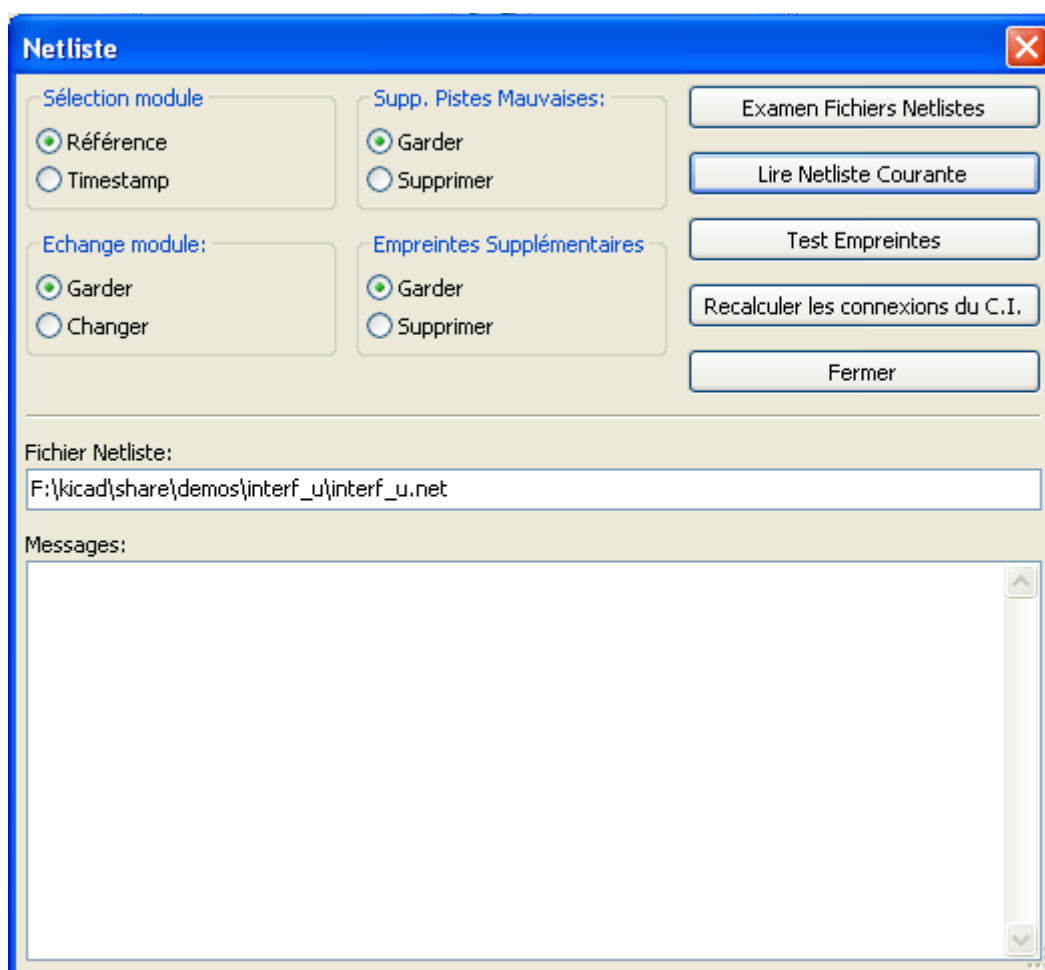 Netliste
Sélection module
Référence
Timestamp
Supp. Pistes Mauvaises:
Garder
Supprimer
Echange module:
Garder
Changer
Empreintes Supplémentaires
Garder
Supprimer
Examen Fichiers Netlistes
Lire Netliste Courante
Test Empreintes
Recalculer les connexions du C.I.
Fermer
Fichier Netliste:
F:\kicad\share\demos\interf_u\interf_u.net
Messages: